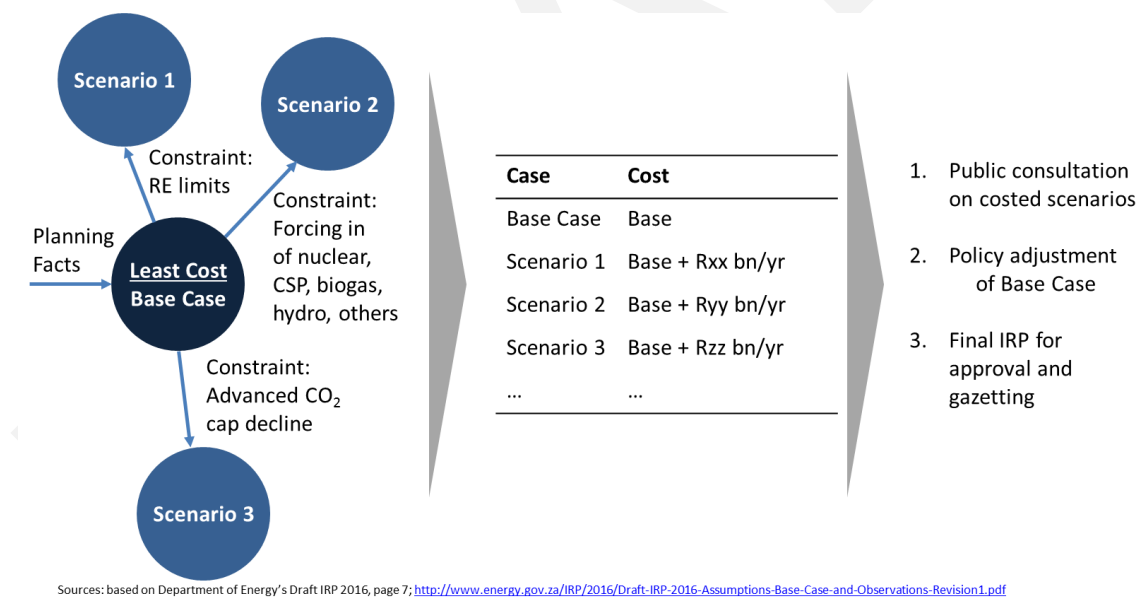 Scenario 1
Scenario 2
Constraint:
RE limits
Constraint:
Forcing in
of nuclear,
CSP, biogas,
hydro, others
Planning
Facts
Least Cost
Base Case
Constraint:
Advanced CO₂
cap decline
Scenario 3
Case Cost
Base Case Base
Scenario 1 Base + Rxx bn/yr
Scenario 2 Base + Ryy bn/yr
Scenario 3 Base + Rzz bn/yr
... ...
1. Public consultation
on costed scenarios
2. Policy adjustment
of Base Case
3. Final IRP for
approval and
gazetting
Sources: based on Department of Energy's Draft IRP 2016, page 7; http://www.energy.gov.za/IRP/2016/Draft-IRP-2016-Assumptions-Base-Case-and-Observations-Revision1.pdf